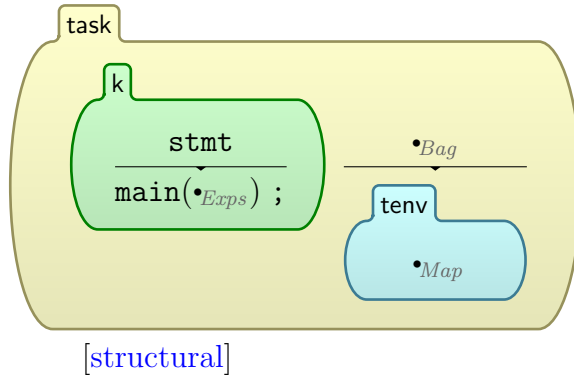 task
k
stmt
main(•Exps) ;
•Bag
tenv
•Map
[structural]